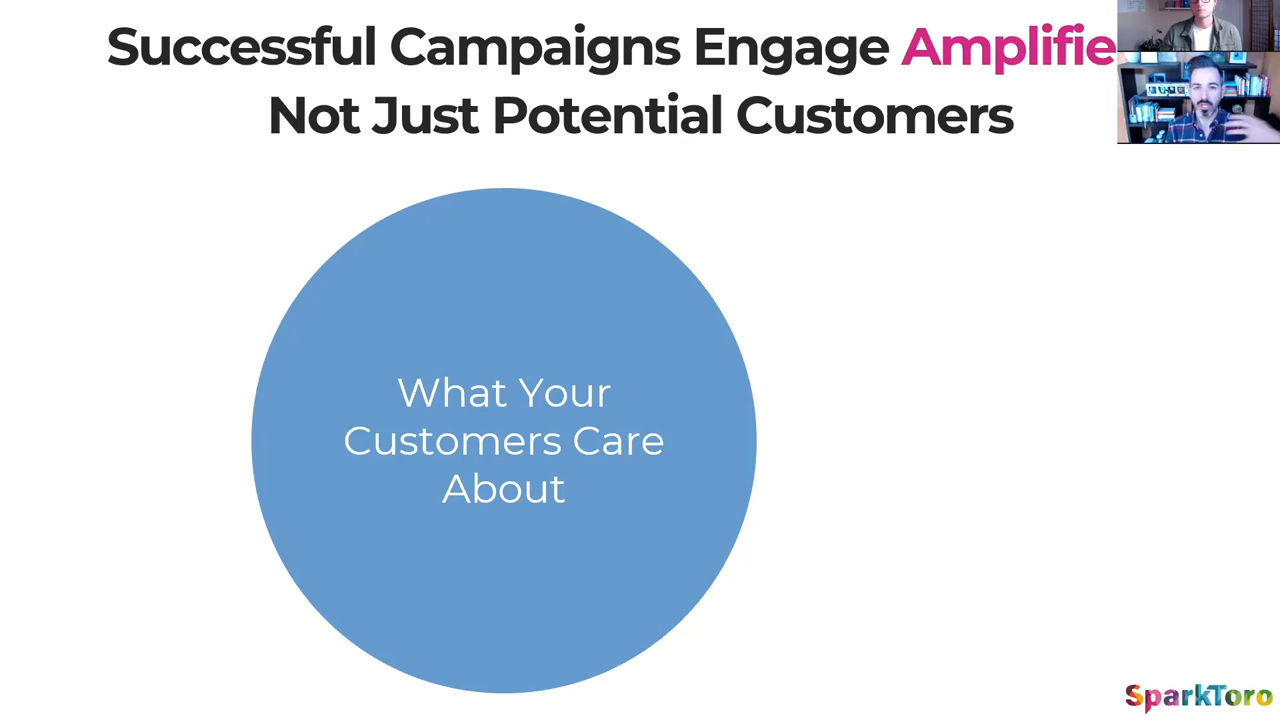 Successful Campaigns Engage Amplifie
Not Just Potential Customers
What Your
Customers Care
About
SparkToro